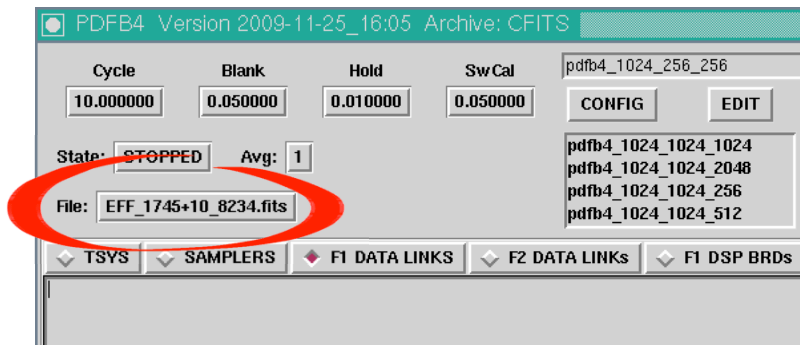 PDFB4 Version 2009-11-25_16:05 Archive: CFITS
Cycle Blank Hold SwCal
10.000000 0.050000 0.010000 0.050000
pdfb4_1024_256_256
CONFIG EDIT
State: STOPPED Avg: 1
File: EFF_1745+10_8234.fits
pdfb4_1024_1024_1024
pdfb4_1024_1024_2048
pdfb4_1024_1024_256
pdfb4_1024_1024_512
TSYS SAMPLERS F1 DATA LINKS F2 DATA LINKs F1 DSP BRDs